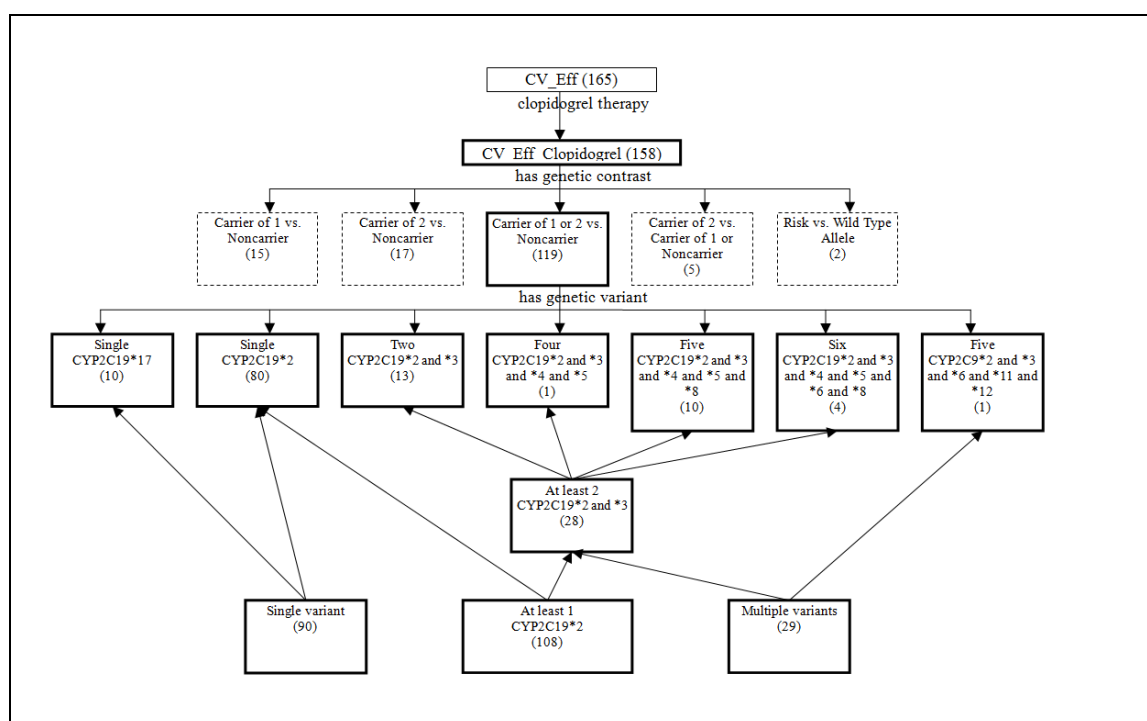 CV_Eff (165)
clopidogrel therapy
CV_Eff_Clopidogrel (158)
has genetic contrast
Carrier of 1 vs.
Noncarrier
(15)
Carrier of 2 vs.
Noncarrier
(17)
Carrier of 1 or 2 vs.
Noncarrier
(119)
Carrier of 2 vs.
Carrier of 1 or
Noncarrier
(5)
Risk vs. Wild Type
Allele
(2)
has genetic variant
Single
CYP2C19*17
(10)
Single
CYP2C19*2
(80)
Two
CYP2C19*2 and *3
(13)
Four
CYP2C19*2 and *3
and *4 and *5
(1)
Five
CYP2C19*2 and *3
and *4 and *5 and
*8
(10)
Six
CYP2C19*2 and *3
and *4 and *5 and
*6 and *8
(4)
Five
CYP2C9*2 and *3
and *6 and *11 and
*12
(1)
At least 2
CYP2C19*2 and *3
(28)
Single variant
(90)
At least 1
CYP2C19*2
(108)
Multiple variants
(29)